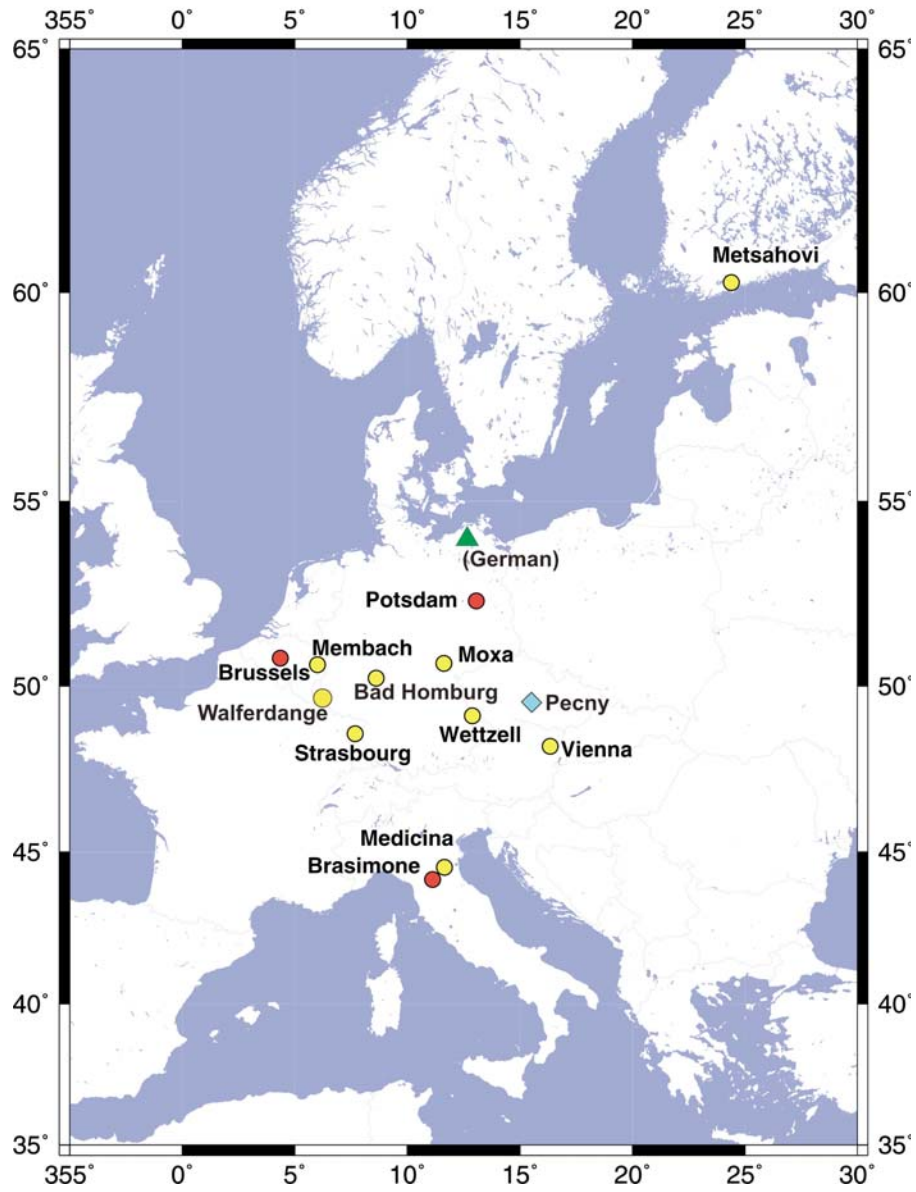 355° 0° 5° 10° 15° 20° 25° 30°
65° 65°
Metsahovi
60° 60°
55° 55°
(German)
Potsdam
Membach Moxa
Brussels
50° Bad Homburg 50°
Walferdange Pecny
Wettzell
Strasbourg Vienna
Medicina
45° 45°
Brasimone
40° 40°
35° 35°
355° 0° 5° 10° 15° 20° 25° 30°